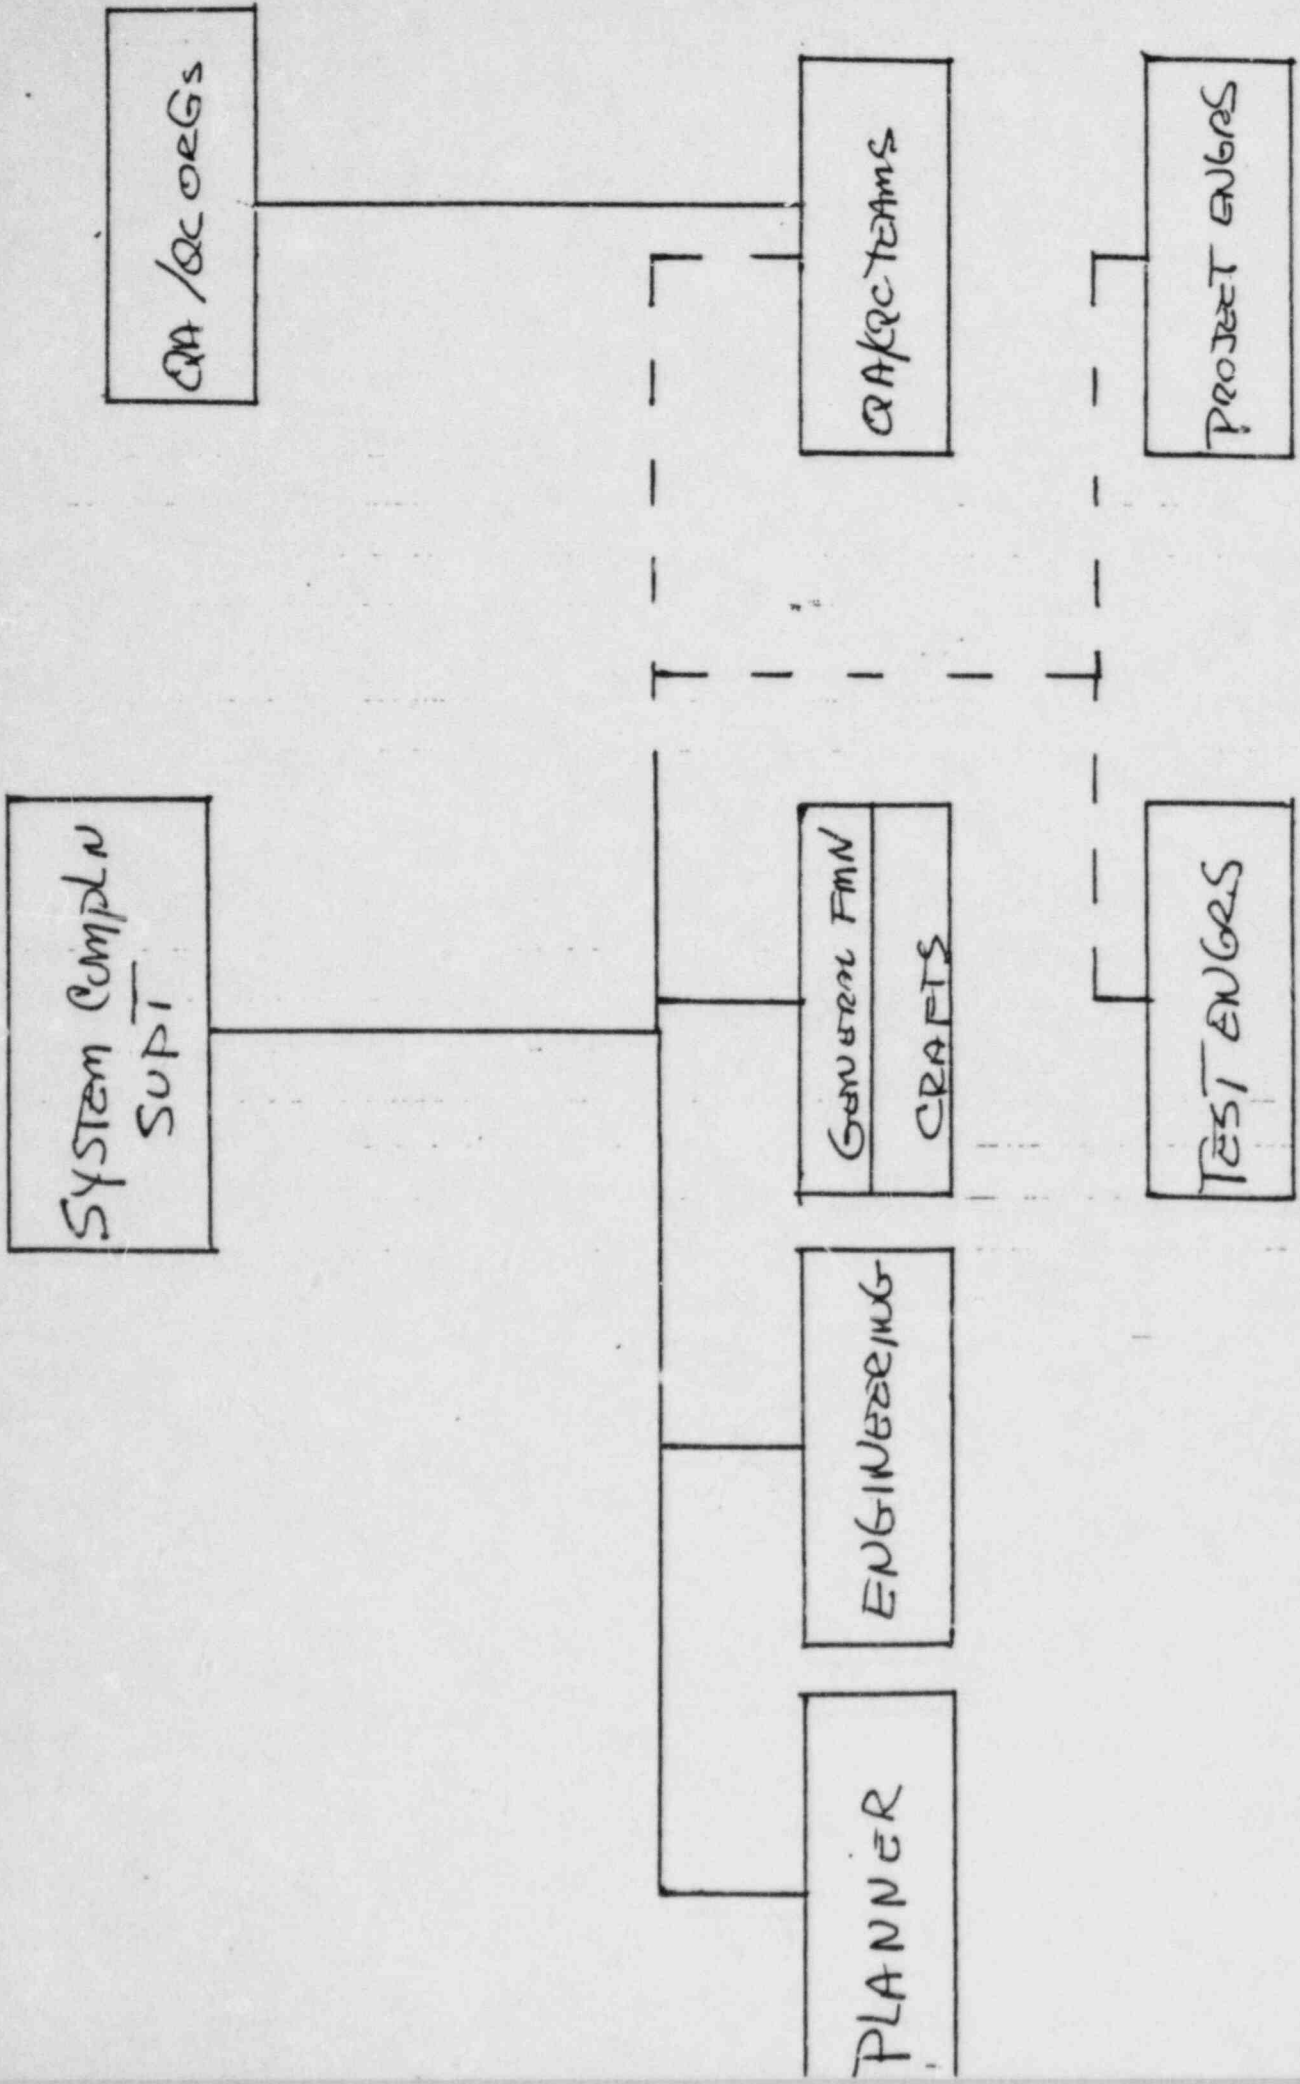 SYSTEM COMPLN
SUPT
QA/QC ORGs
PLANNER
ENGINEERING
GENERAL FMN
CRAFTS
QA/QC TEAMS
TEST ENGRS
PROJECT ENGRS